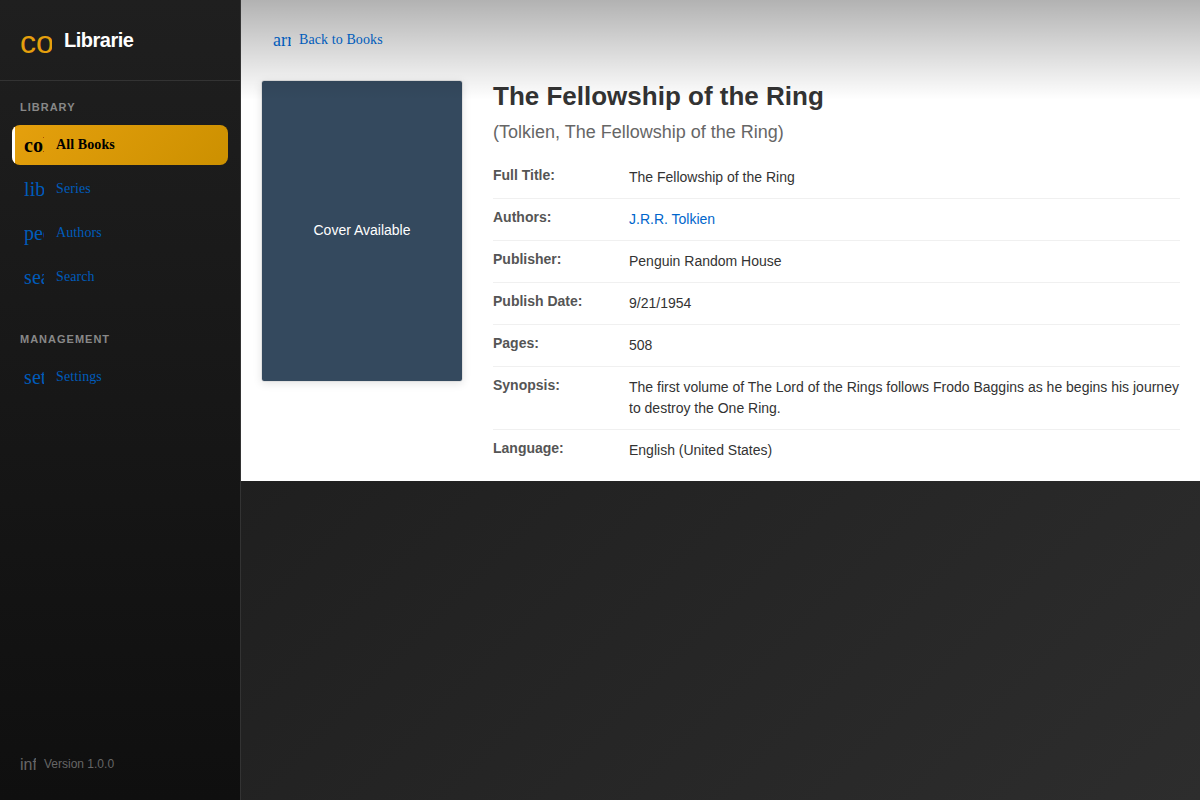 co Librarie
LIBRARY
co All Books
lib Series
pe Authors
sea Search
MANAGEMENT
set Settings
inf Version 1.0.0
arr Back to Books
Cover Available
The Fellowship of the Ring
(Tolkien, The Fellowship of the Ring)
Full Title: The Fellowship of the Ring
Authors: J.R.R. Tolkien
Publisher: Penguin Random House
Publish Date: 9/21/1954
Pages: 508
Synopsis: The first volume of The Lord of the Rings follows Frodo Baggins as he begins his journey
to destroy the One Ring.
Language: English (United States)